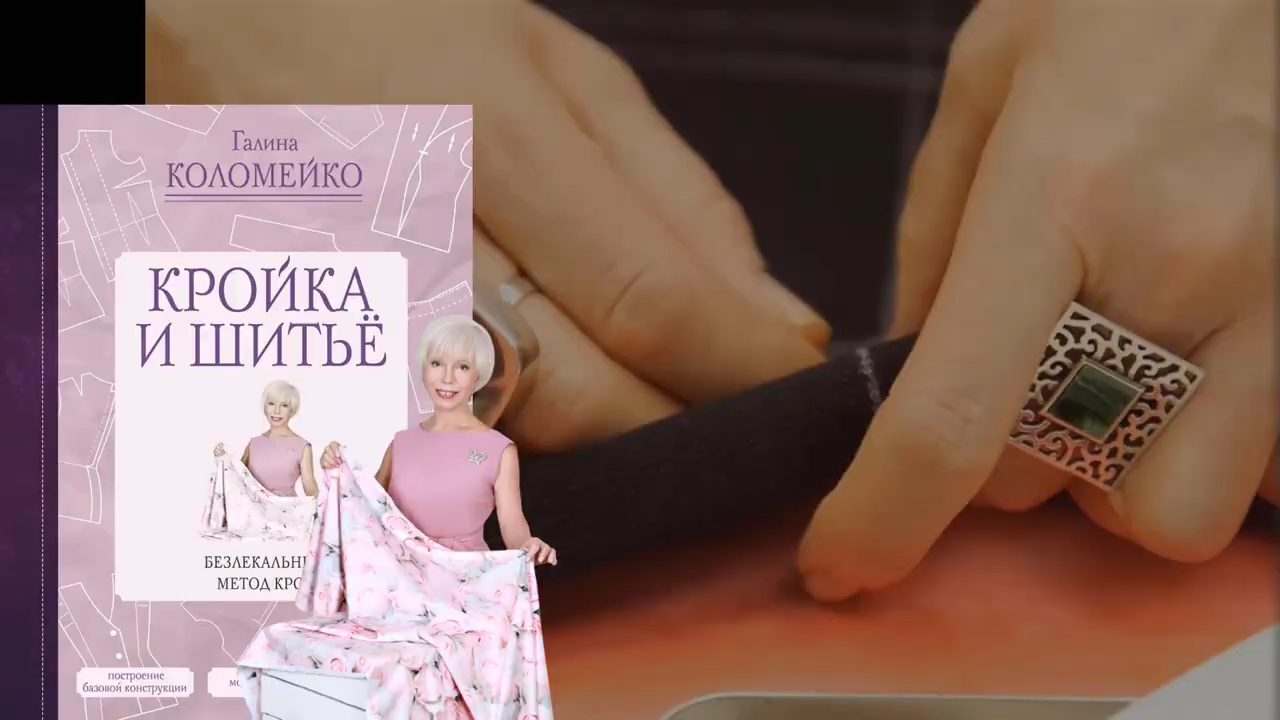 Галина
КОЛОМЕЙКО
КРОЙКА
И ШИТЬЁ
построение
базовой конструкции